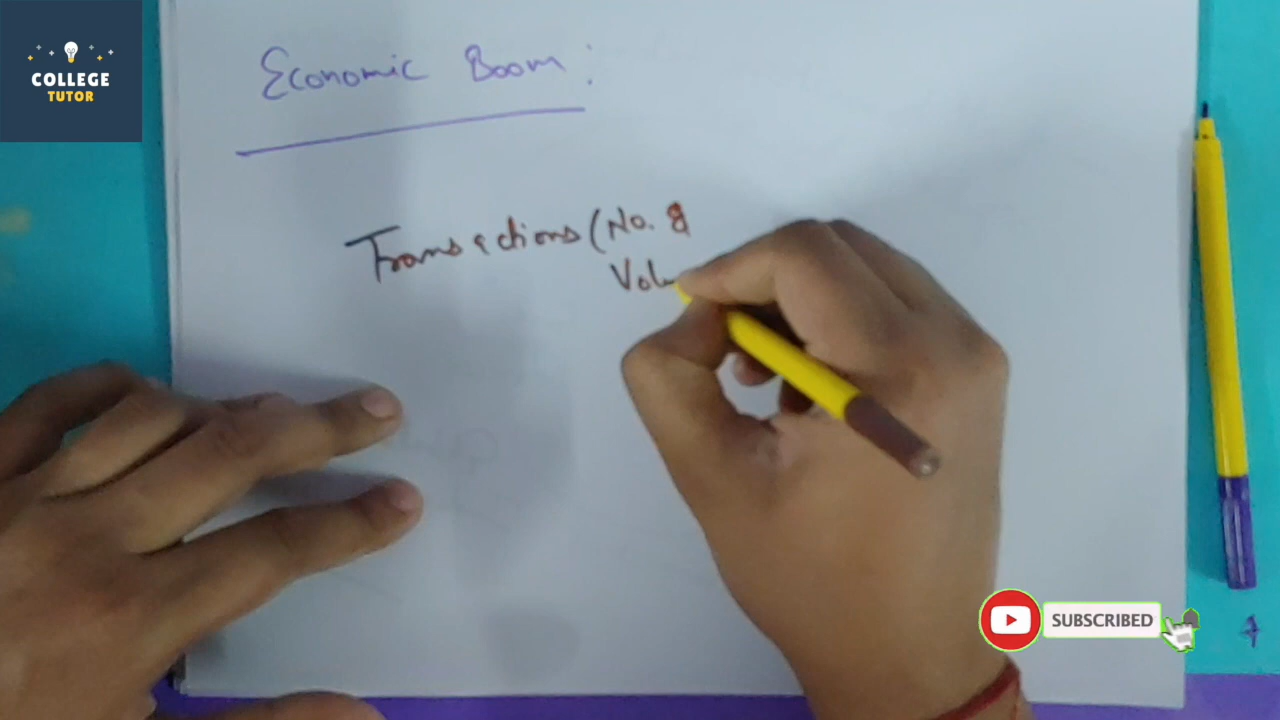 COLLEGE
TUTOR
Economic Boom:
Transactions (No. &
Vol
SUBSCRIBED